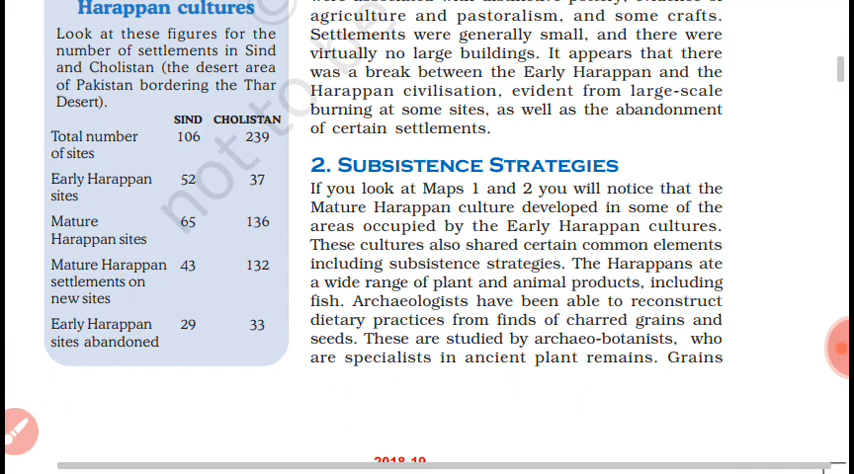 Harappan cultures
Look at these figures for the
number of settlements in Sind
and Cholistan (the desert area
of Pakistan bordering the Thar
Desert).
SIND CHOLISTAN
Total number 106 239
of sites
Early Harappan 52 37
sites
Mature 65 136
Harappan sites
Mature Harappan 43 132
settlements on
new sites
Early Harappan 29 33
sites abandoned
agriculture and pastoralism, and some crafts.
Settlements were generally small, and there were
virtually no large buildings. It appears that there
was a break between the Early Harappan and the
Harappan civilisation, evident from large-scale
burning at some sites, as well as the abandonment
of certain settlements.
2. SUBSISTENCE STRATEGIES
If you look at Maps 1 and 2 you will notice that the
Mature Harappan culture developed in some of the
areas occupied by the Early Harappan cultures.
These cultures also shared certain common elements
including subsistence strategies. The Harappans ate
a wide range of plant and animal products, including
fish. Archaeologists have been able to reconstruct
dietary practices from finds of charred grains and
seeds. These are studied by archaeo-botanists, who
are specialists in ancient plant remains. Grains
not to be
©
2018-19